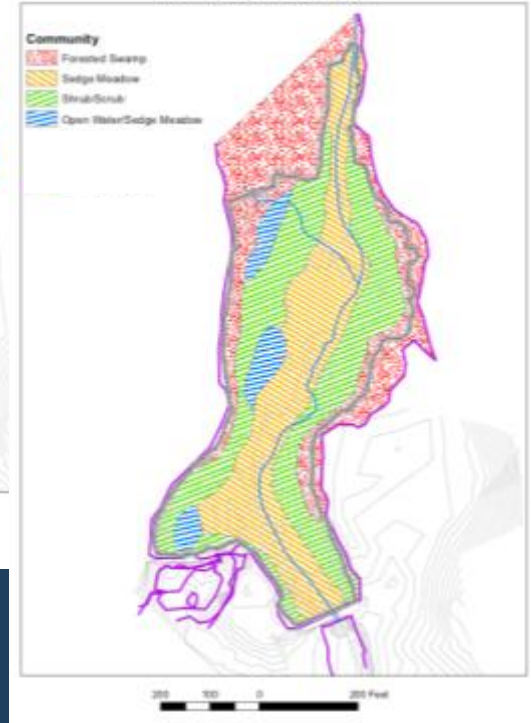 Community
Forested Swamp
Sedge Meadow
Shrub/Scrub
Open Water/Sedge Meadow
200 100 0 200 Feet